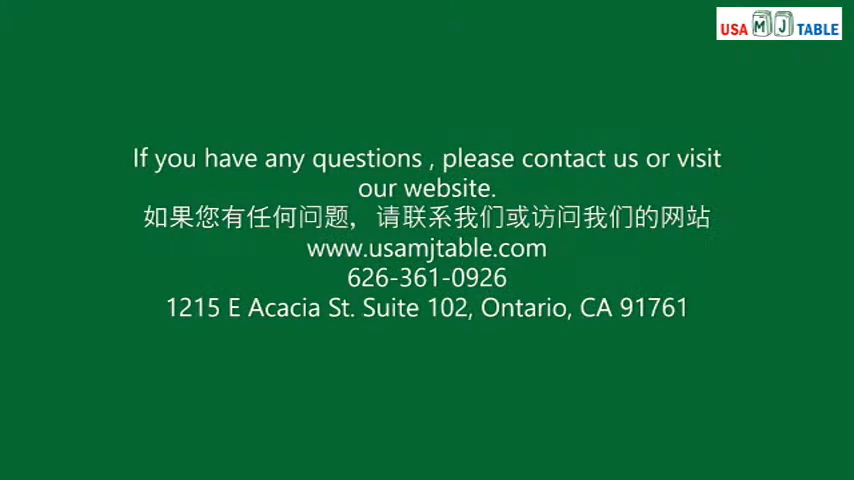 USA MJ TABLE
If you have any questions , please contact us or visit
our website.
如果您有任何问题，请联系我们或访问我们的网站
www.usamjtable.com
626-361-0926
1215 E Acacia St. Suite 102, Ontario, CA 91761